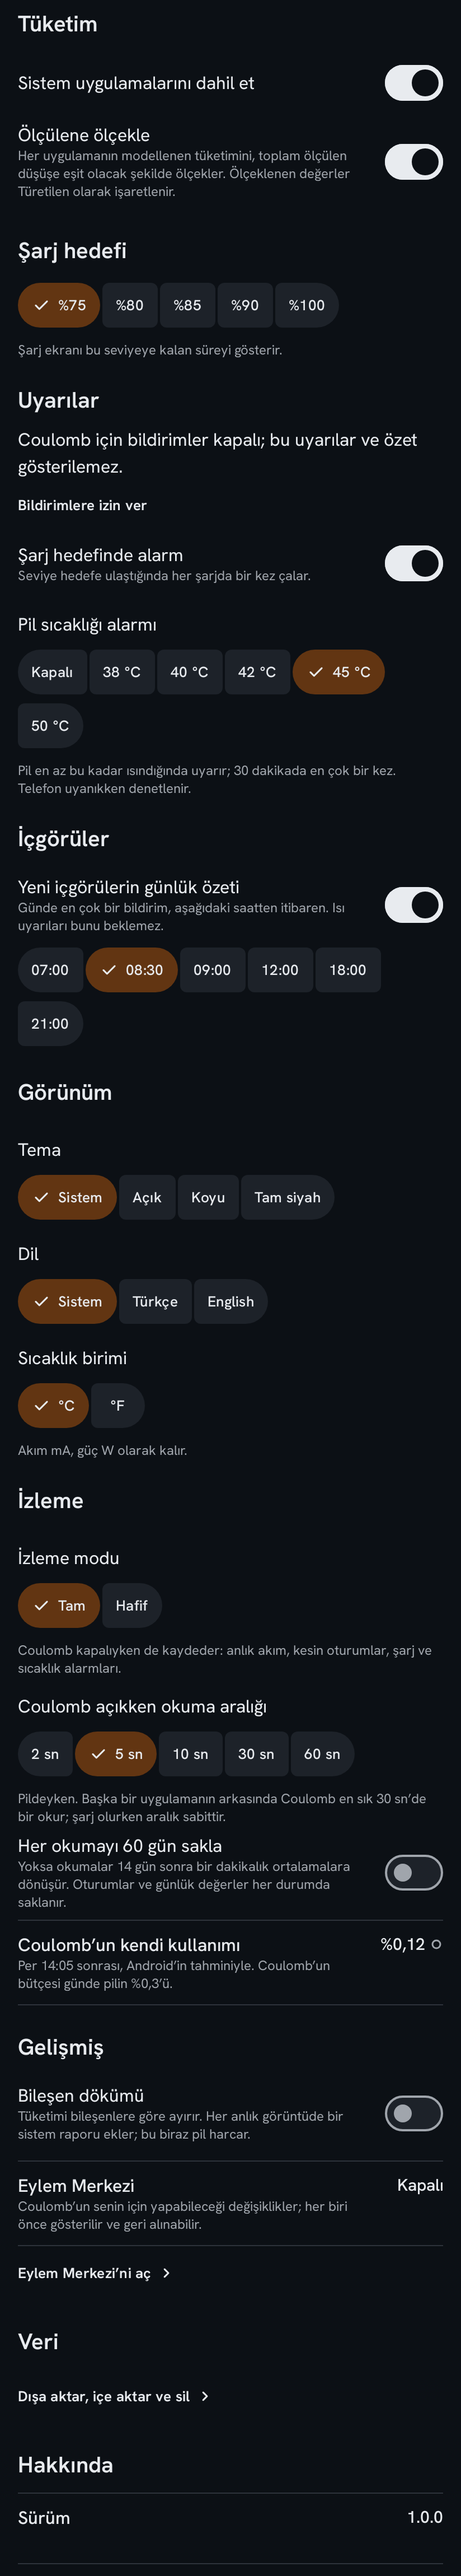 Tüketim
Sistem uygulamalarını dahil et
Ölçülene ölçekle
Her uygulamanın modellenen tüketimini, toplam ölçülen
düşüşe eşit olacak şekilde ölçekler. Ölçeklenen değerler
Türetilen olarak işaretlenir.
Şarj hedefi
%75 %80 %85 %90 %100
Şarj ekranı bu seviyeye kalan süreyi gösterir.
Uyarılar
Coulomb için bildirimler kapalı; bu uyarılar ve özet
gösterilemez.
Bildirimlere izin ver
Şarj hedefinde alarm
Seviye hedefe ulaştığında her şarjda bir kez çalar.
Pil sıcaklığı alarmı
Kapalı 38 °C 40 °C 42 °C 45 °C
50 °C
Pil en az bu kadar ısındığında uyarır; 30 dakikada en çok bir kez.
Telefon uyanıkken denetlenir.
İçgörüler
Yeni içgörülerin günlük özeti
Günde en çok bir bildirim, aşağıdaki saatten itibaren. Isı
uyarıları bunu beklemez.
07:00 08:30 09:00 12:00 18:00
21:00
Görünüm
Tema
Sistem Açık Koyu Tam siyah
Dil
Sistem Türkçe English
Sıcaklık birimi
°C °F
Akım mA, güç W olarak kalır.
İzleme
İzleme modu
Tam Hafif
Coulomb kapalıyken de kaydeder: anlık akım, kesin oturumlar, şarj ve
sıcaklık alarmları.
Coulomb açıkken okuma aralığı
2 sn 5 sn 10 sn 30 sn 60 sn
Pildeyken. Başka bir uygulamanın arkasında Coulomb en sık 30 sn’de
bir okur; şarj olurken aralık sabittir.
Her okumayı 60 gün sakla
Yoksa okumalar 14 gün sonra bir dakikalık ortalamalara
dönüşür. Oturumlar ve günlük değerler her durumda
saklanır.
Coulomb’un kendi kullanımı %0,12
Per 14:05 sonrası, Android’in tahminiyle. Coulomb’un
bütçesi günde pilin %0,3’ü.
Gelişmiş
Bileşen dökümü
Tüketimi bileşenlere göre ayırır. Her anlık görüntüde bir
sistem raporu ekler; bu biraz pil harcar.
Eylem Merkezi Kapalı
Coulomb’un senin için yapabileceği değişiklikler; her biri
önce gösterilir ve geri alınabilir.
Eylem Merkezi’ni aç
Veri
Dışa aktar, içe aktar ve sil
Hakkında
Sürüm 1.0.0